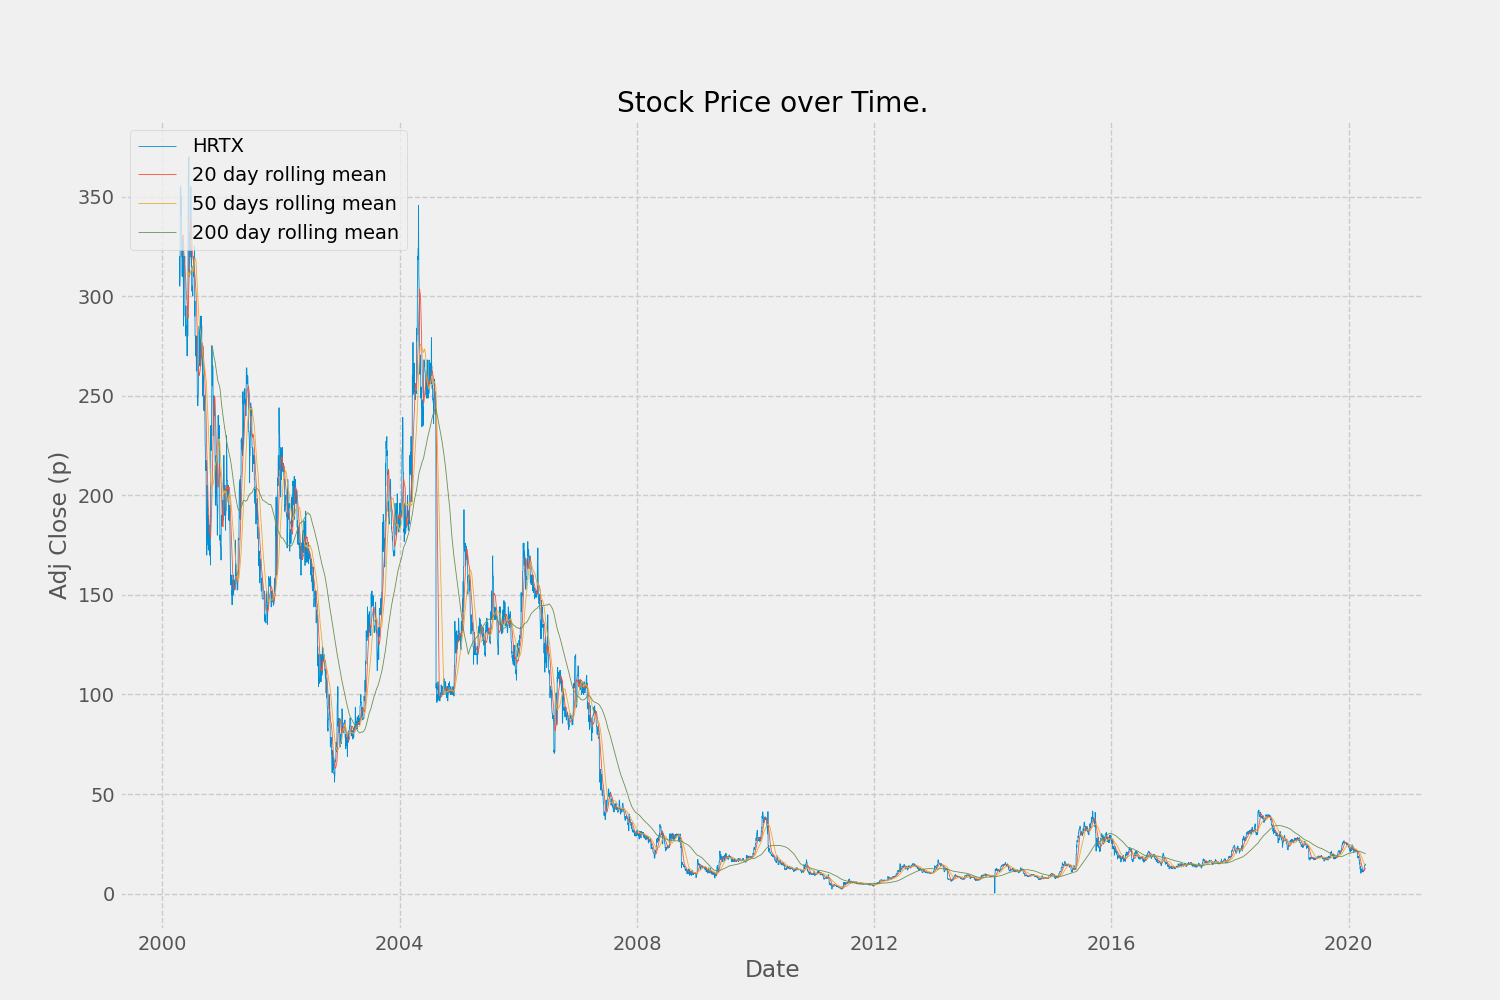 Stock Price over Time.
HRTX
20 day rolling mean
50 days rolling mean
200 day rolling mean
Adj Close (p)
350
300
250
200
150
100
50
0
2000 2004 2008 2012 2016 2020
Date